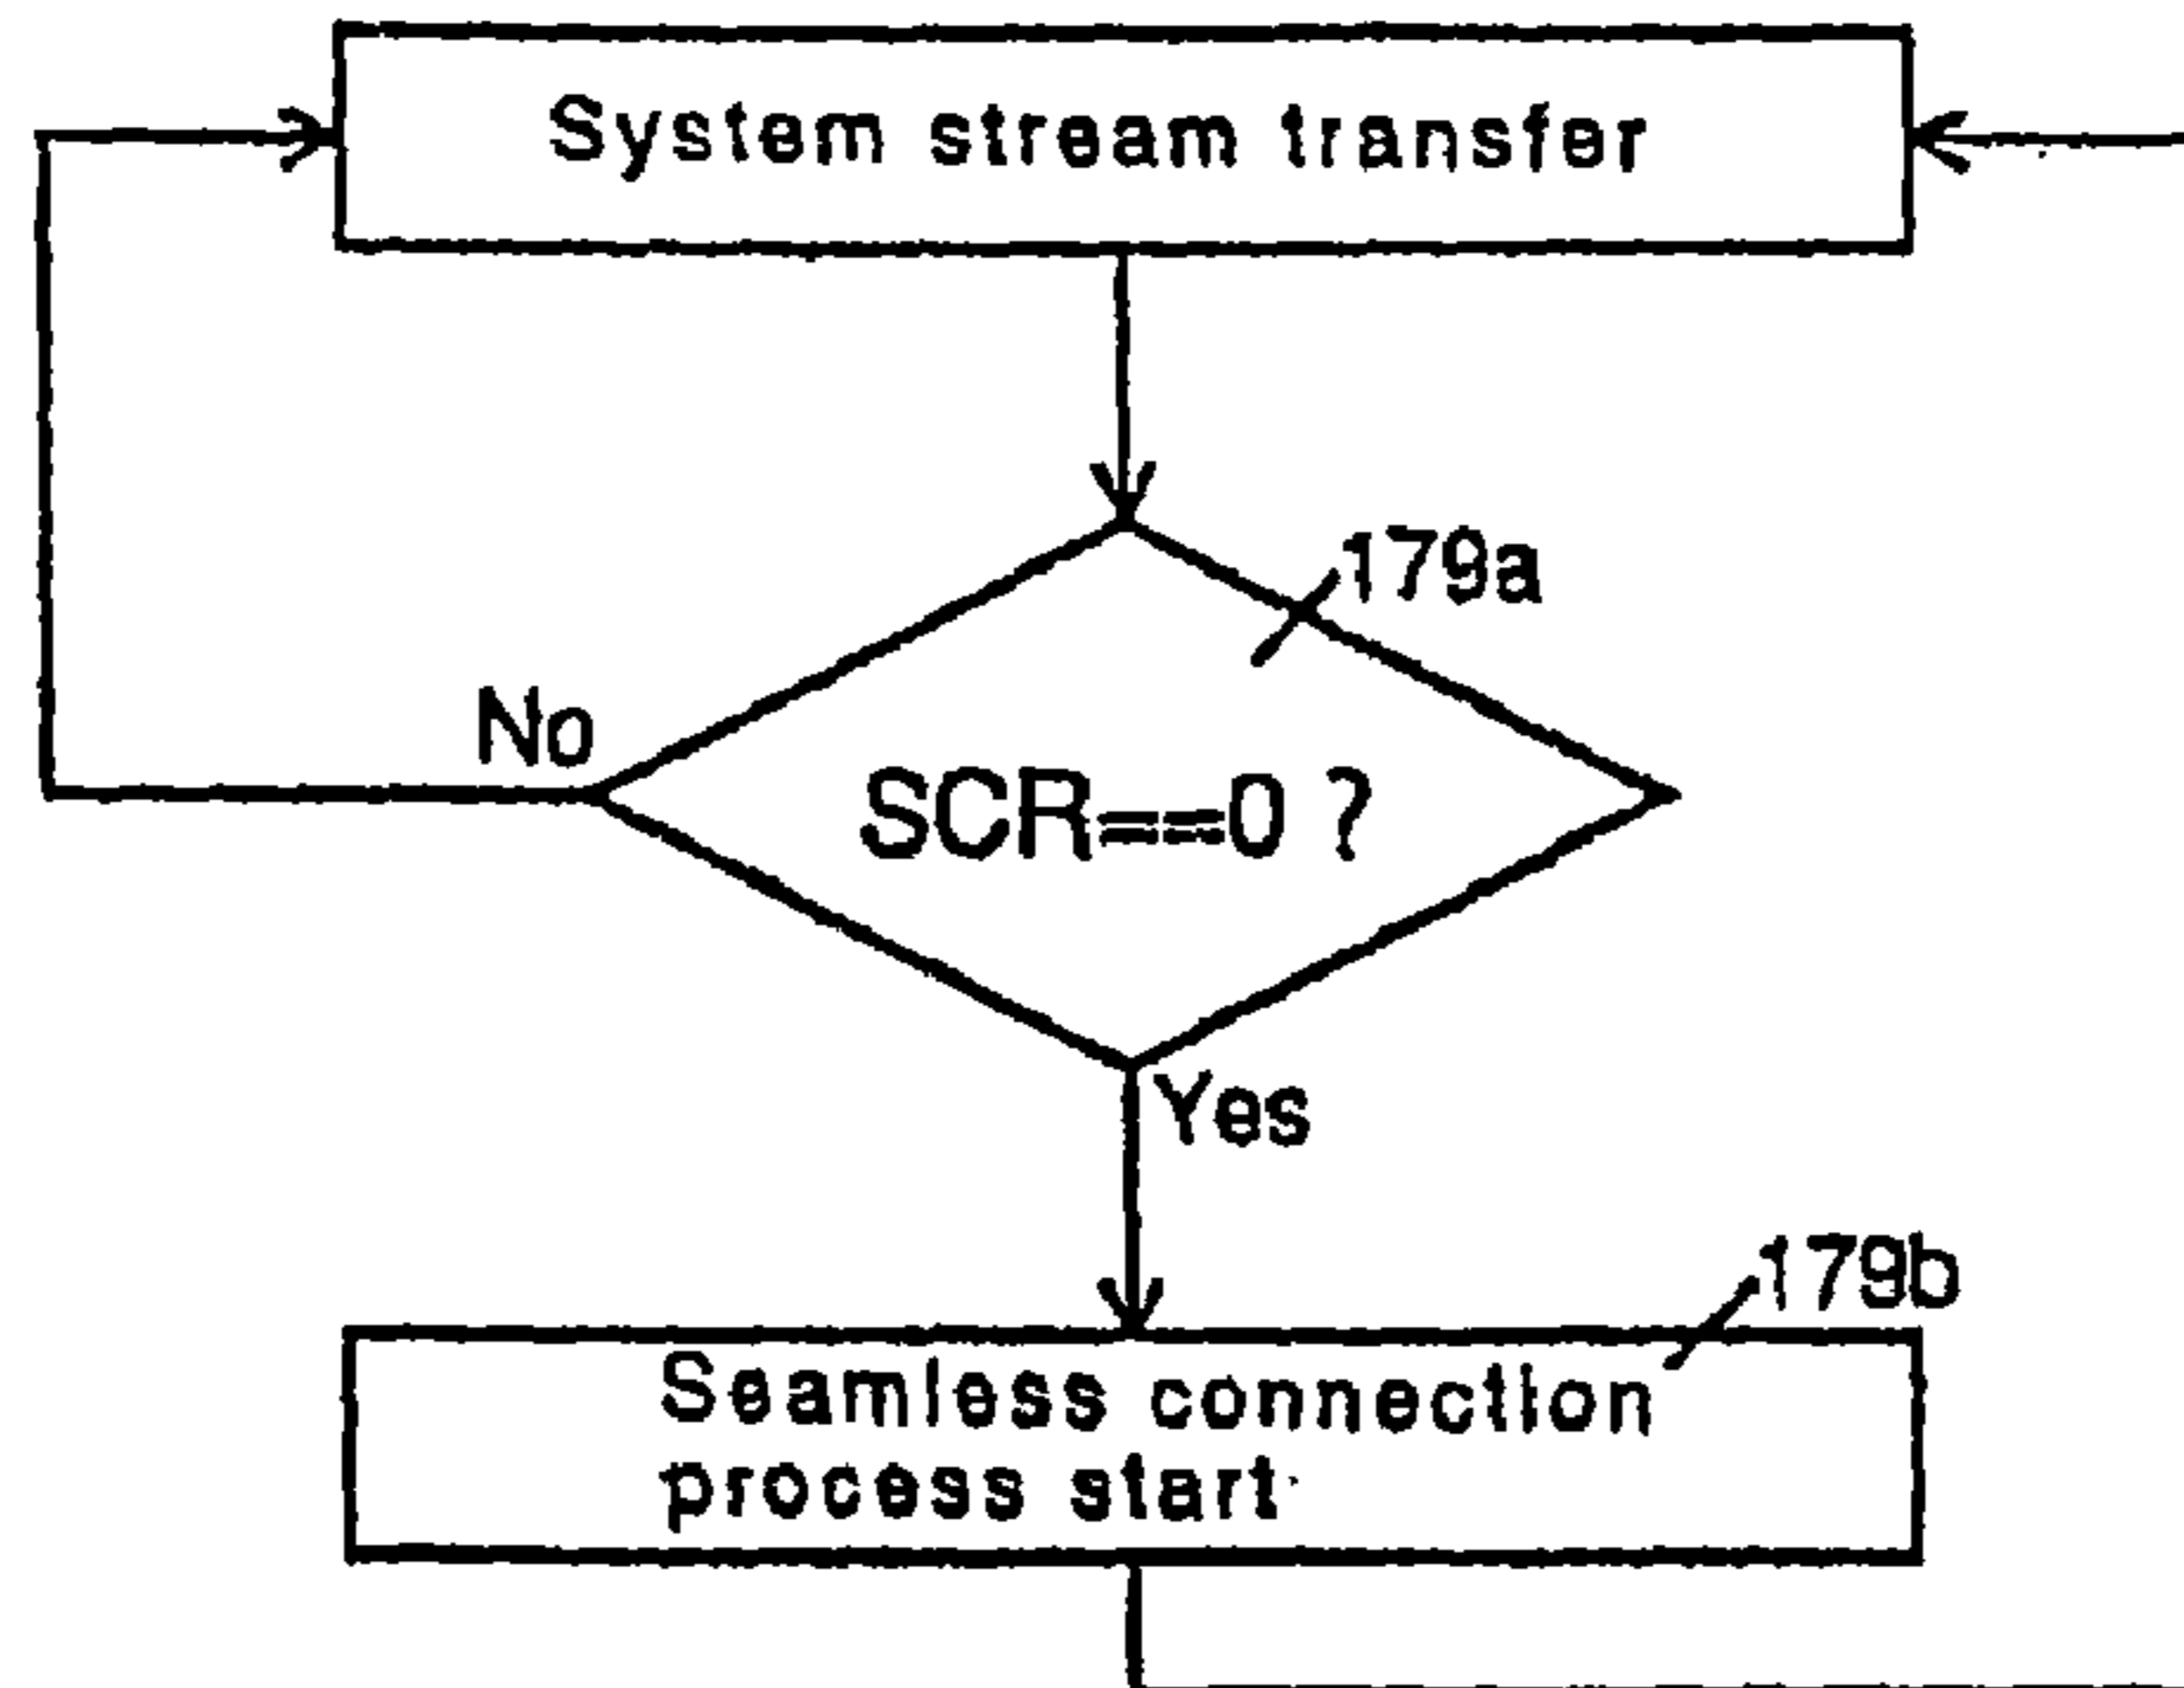 System stream transfer
179a
No
SCR==0 ?
Yes
179b
Seamless connection
process start